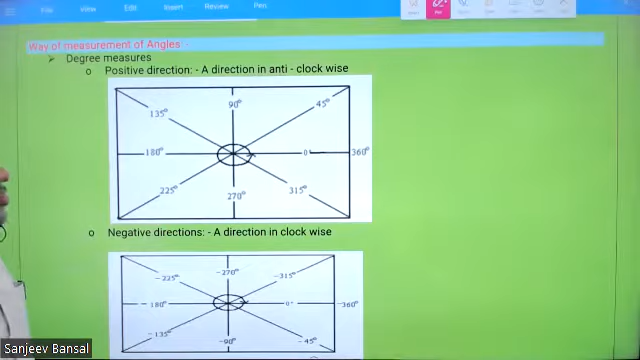 File View Edit Insert Review Pen
Way of measurement of Angles: -
➢ Degree measures
o Positive direction: - A direction in anti - clock wise
135° 90° 45°
180° 0° 360°
225° 270° 315°
o Negative directions: - A direction in clock wise
-225° -270° -315°
-180° 0° -360°
-135° -90° -45°
Sanjeev Bansal